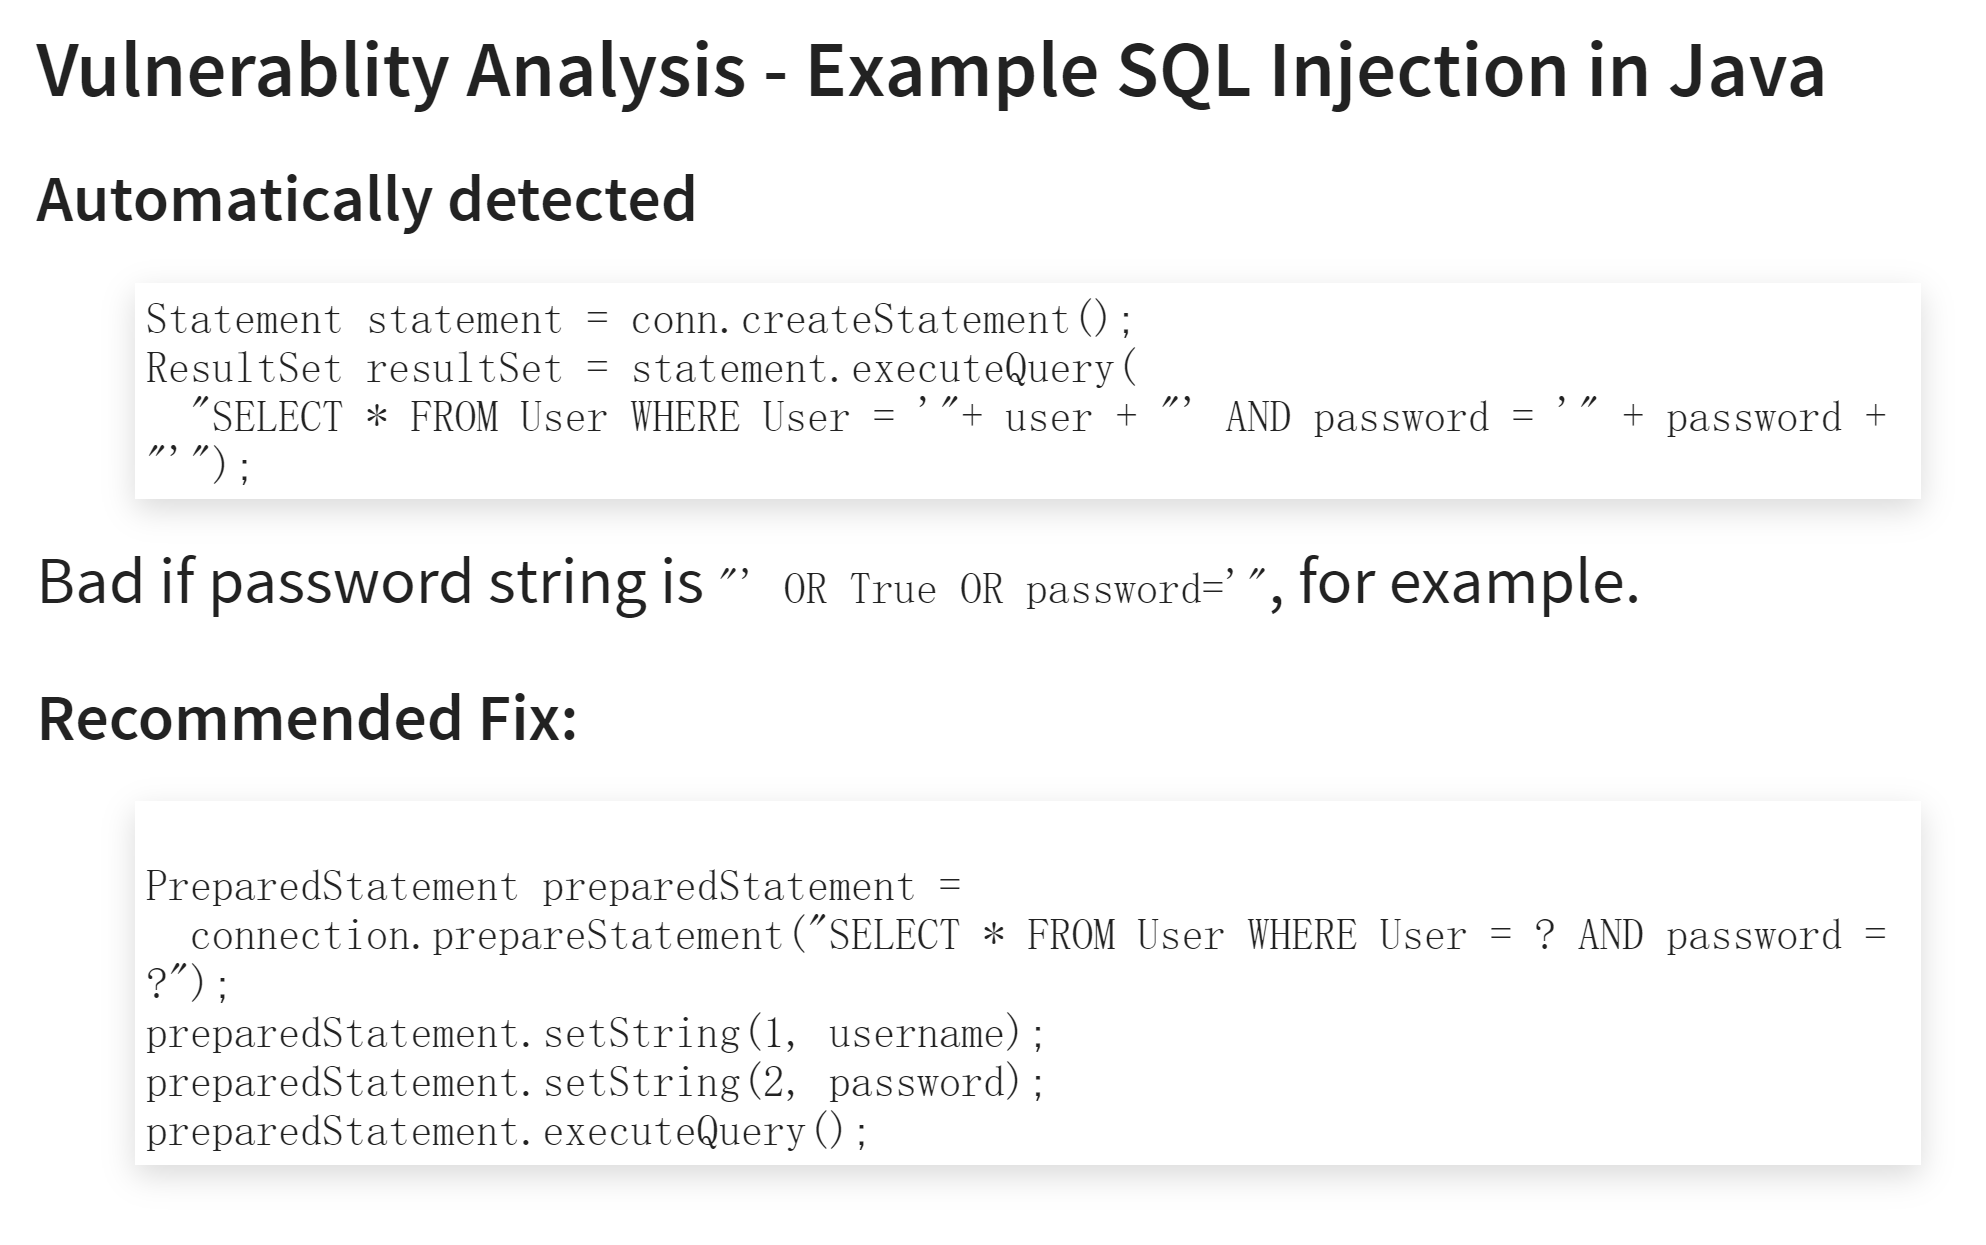 Vulnerablity Analysis - Example SQL Injection in Java
Automatically detected
Statement statement = conn.createStatement();
ResultSet resultSet = statement.executeQuery(
  "SELECT * FROM User WHERE User = '"+ user + "' AND password = '" + password +
"'");
Bad if password string is "' OR True OR password='", for example.
Recommended Fix:
PreparedStatement preparedStatement =
  connection.prepareStatement("SELECT * FROM User WHERE User = ? AND password =
?");
preparedStatement.setString(1, username);
preparedStatement.setString(2, password);
preparedStatement.executeQuery();